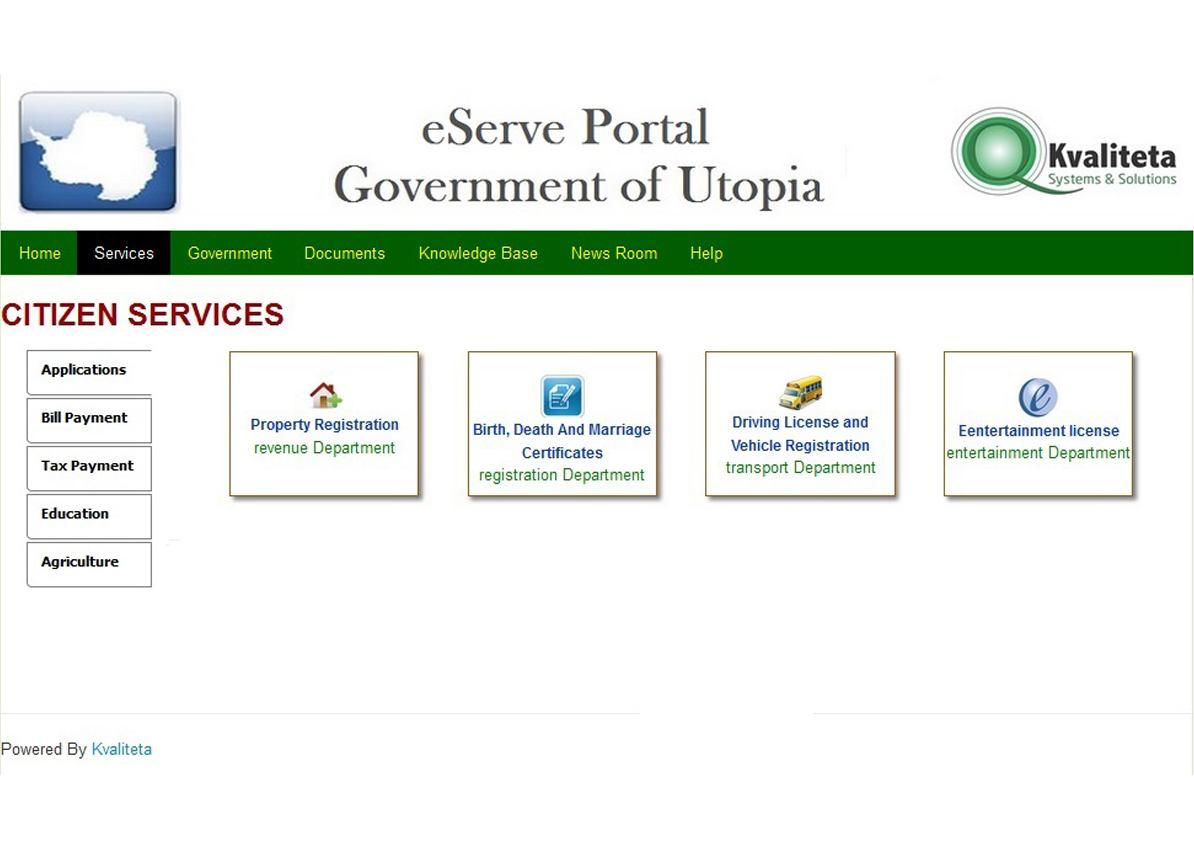 eServe Portal
Government of Utopia
Kvaliteta
Systems & Solutions
Home Services Government Documents Knowledge Base News Room Help
CITIZEN SERVICES
Applications
Bill Payment
Tax Payment
Education
Agriculture
Property Registration
revenue Department
Birth, Death And Marriage
Certificates
registration Department
Driving License and
Vehicle Registration
transport Department
Eentertainment license
entertainment Department
Powered By Kvaliteta